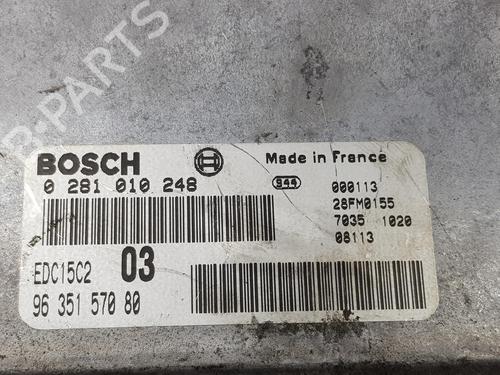 B-PARTS
BOSCH
Made in France
0 281 010 248
944
000113
28FM0155
7035 1020
08113
EDC15C2 03
96 351 570 80